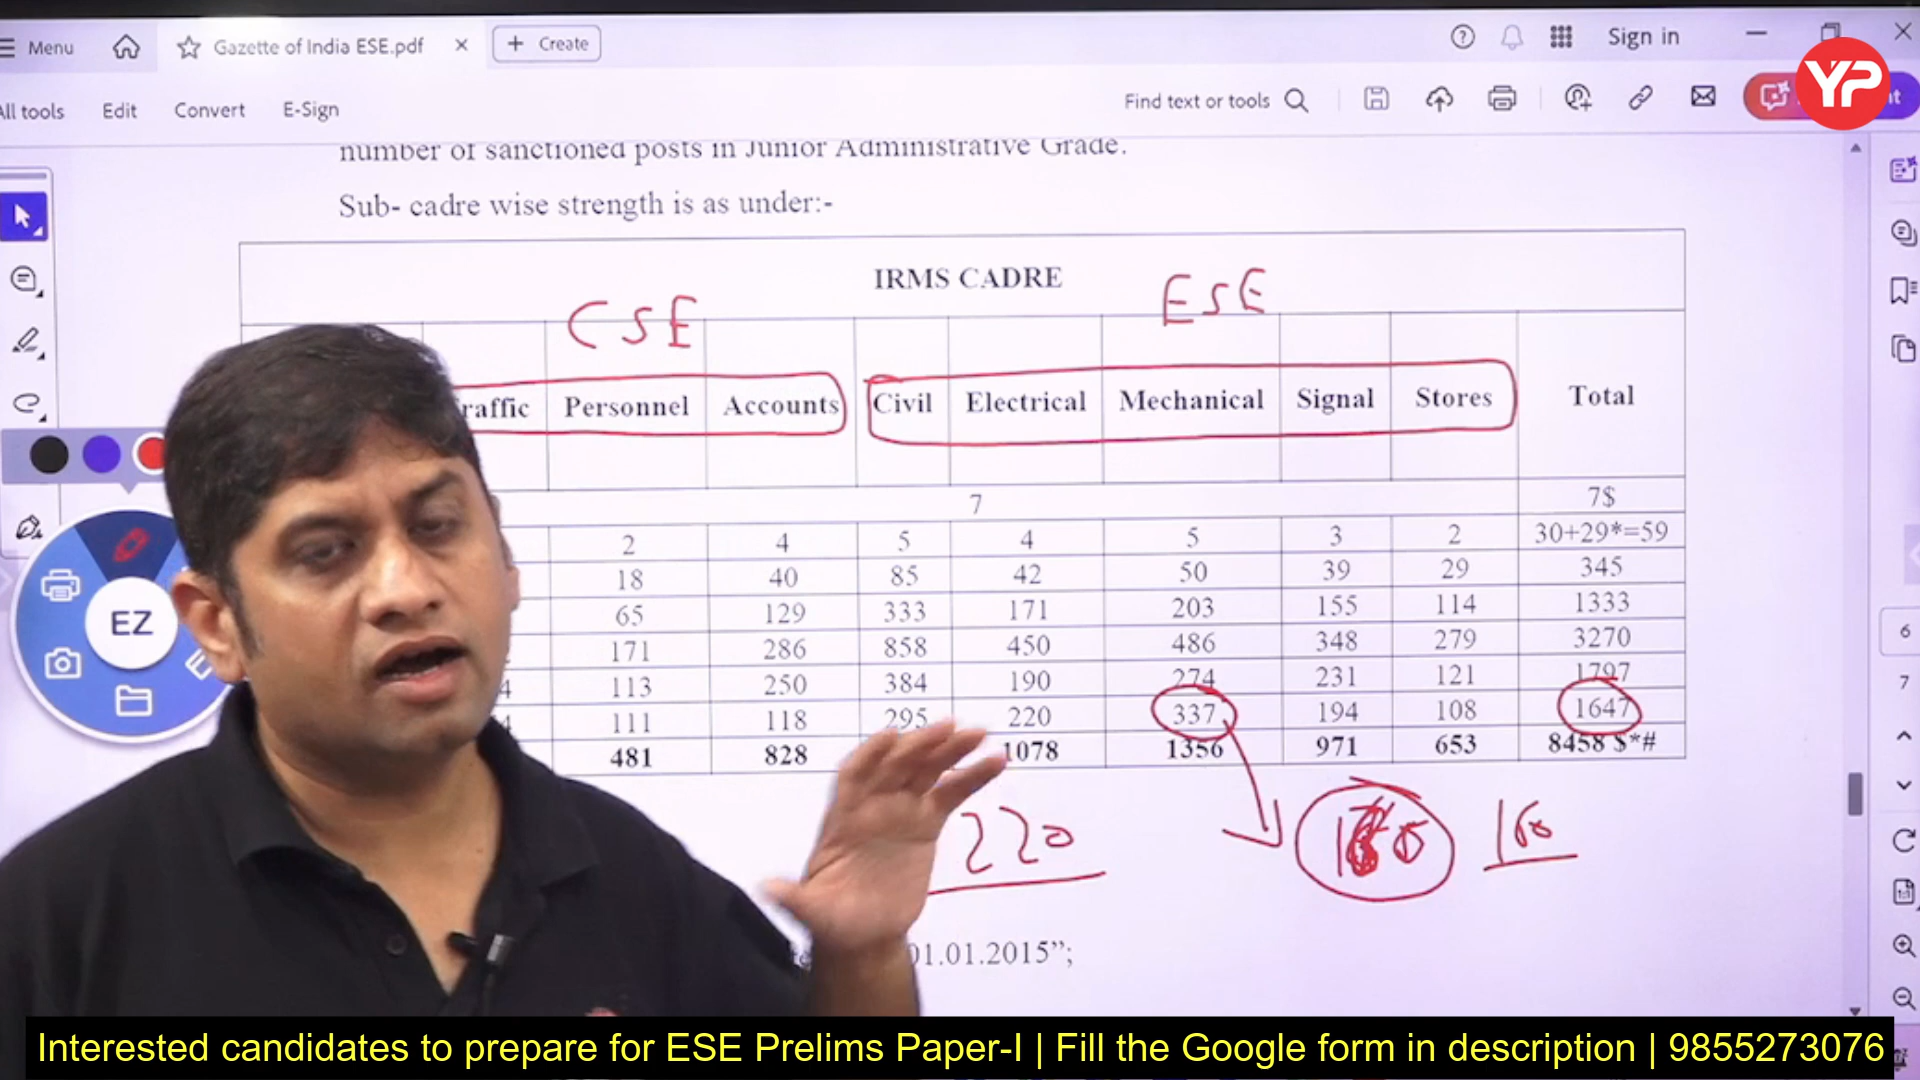 Menu
Gazette of India ESE.pdf
Create
Sign in
All tools
Edit
Convert
E-Sign
Find text or tools
YP
number of sanctioned posts in Junior Administrative Grade.
Sub- cadre wise strength is as under:-
IRMS CADRE
CSE
ESE
raffic Personnel Accounts Civil Electrical Mechanical Signal Stores Total
7 7$
2 4 5 4 5 3 2 30+29*=59
18 40 85 42 50 39 29 345
65 129 333 171 203 155 114 1333
171 286 858 450 486 348 279 3270
4 113 250 384 190 274 231 121 1797
4 111 118 295 220 337 194 108 1647
481 828 1078 1356 971 653 8458 $*#
EZ
6
7
220
160
01.01.2015”;
Interested candidates to prepare for ESE Prelims Paper-I | Fill the Google form in description | 9855273076